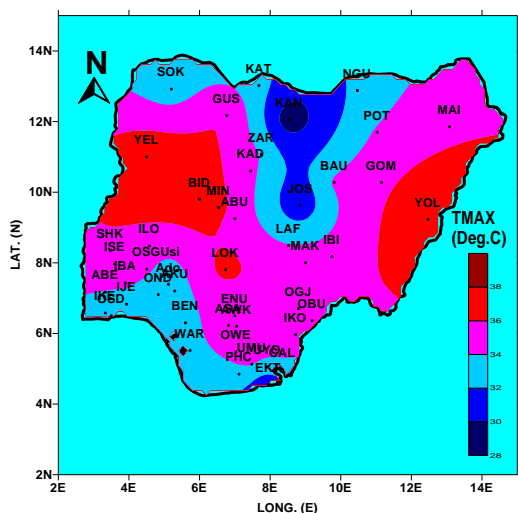 14N
12N
10N
8N
6N
4N
2N
LAT. (N)
N
SOK
KAT
NGU
GUS
KAN
MAI
POT
YEL
ZAR
KAD
BAU
GOM
BID
MIN
ABU
JOS
YOL
SHK
ILO
LAF
IBI
ISE
OSG
Usi
LOK
MAK
IBA
Ado
AKU
ABE
OND
IJE
IKE
OSD
ENU
OGJ
OBU
BEN
AWK
IKO
WAR
OWE
UMU
UYO
CAL
PHC
EKT
TMAX
(Deg.C)
38
36
34
32
30
28
2E
4E
6E
8E
10E
12E
14E
LONG. (E)